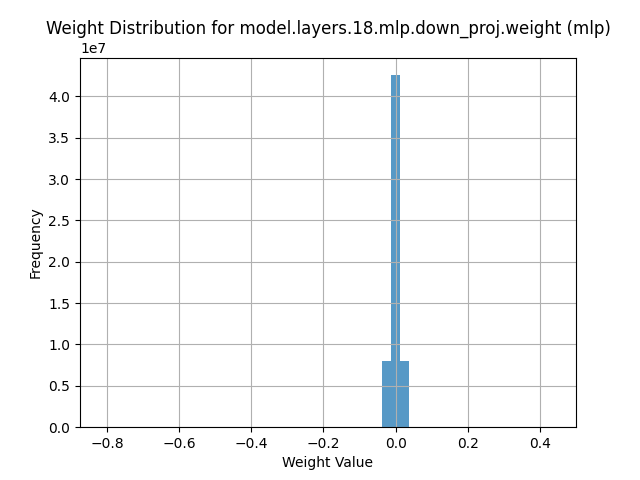 Weight Distribution for model.layers.18.mlp.down_proj.weight (mlp)
1e7
4.0
3.5
3.0
2.5
2.0
1.5
1.0
0.5
0.0
Frequency
−0.8 −0.6 −0.4 −0.2 0.0 0.2 0.4
Weight Value